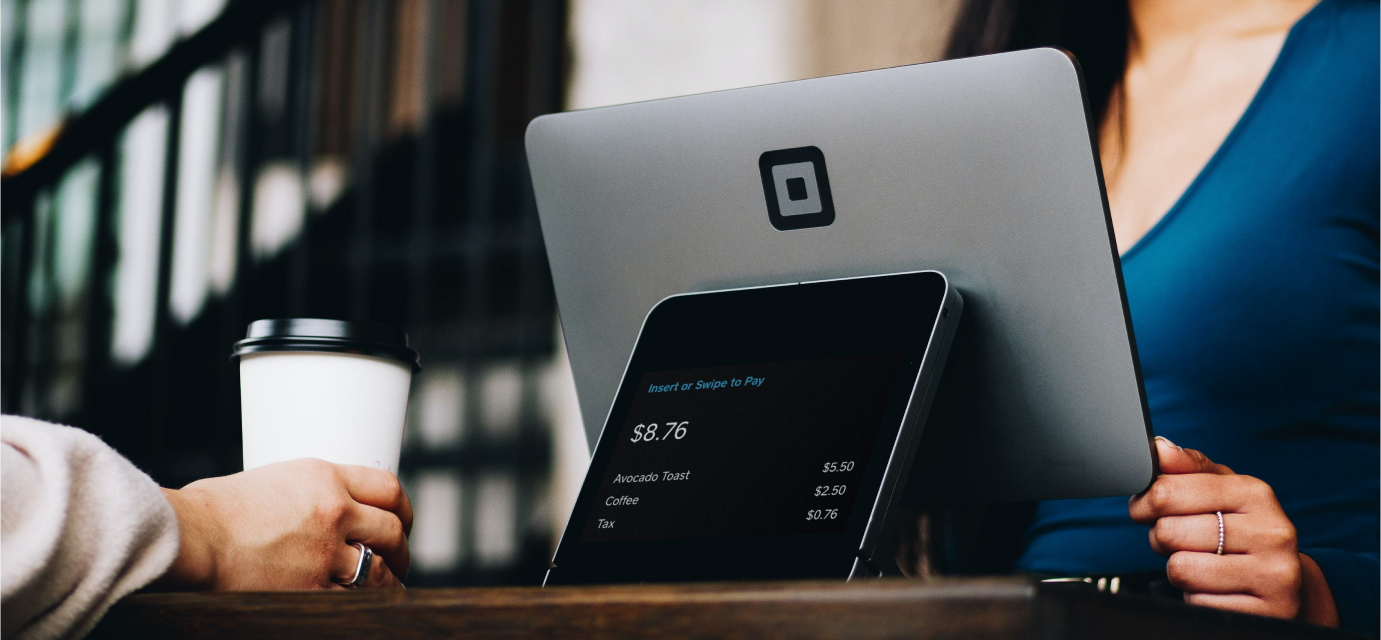 Insert or Swipe to Pay
$8.76
Avocado Toast $5.50
Coffee $2.50
Tax $0.76